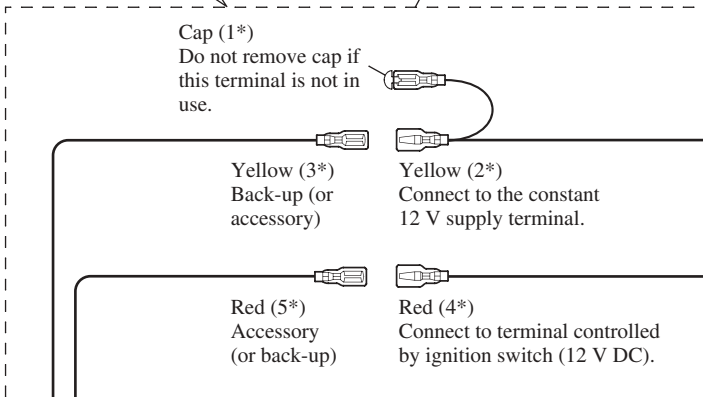 Cap (1*)
Do not remove cap if
this terminal is not in
use.
Yellow (3*)
Back-up (or
accessory)
Yellow (2*)
Connect to the constant
12 V supply terminal.
Red (5*)
Accessory
(or back-up)
Red (4*)
Connect to terminal controlled
by ignition switch (12 V DC).